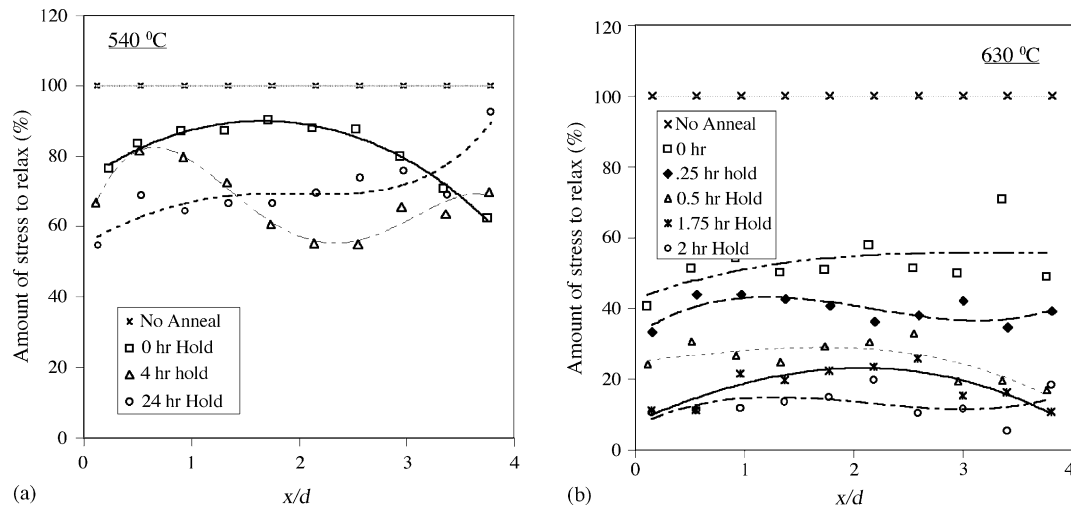 540 ⁰C
Amount of stress to relax (%)
120
100
80
60
40
20
0
No Anneal
0 hr Hold
4 hr hold
24 hr Hold
0 1 2 3 4
x/d
(a)
630 ⁰C
Amount of stress to relax (%)
120
100
80
60
40
20
0
No Anneal
0 hr
.25 hr hold
0.5 hr Hold
1.75 hr Hold
2 hr Hold
0 1 2 3 4
x/d
(b)